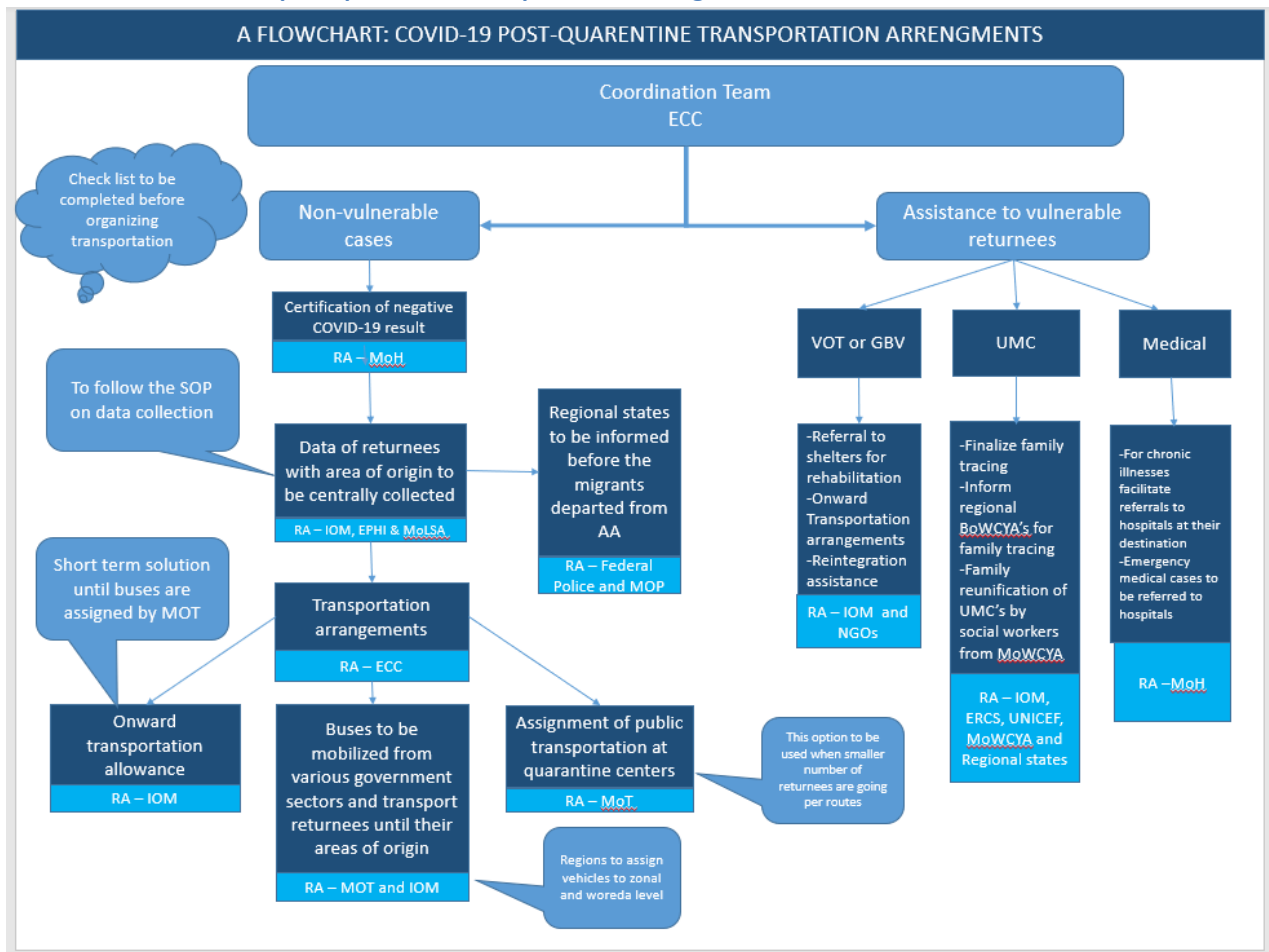 A FLOWCHART: COVID-19 POST-QUARENTINE TRANSPORTATION ARRENGMENTS
Coordination Team
ECC
Check list to be
completed before
organizing
transportation
Non-vulnerable
cases
Assistance to vulnerable
returnees
Certification of negative
COVID-19 result
RA – MoH
VOT or GBV
UMC
Medical
To follow the SOP
on data collection
Data of returnees
with area of origin to
be centrally collected
RA – IOM, EPHI & MoLSA
Regional states
to be informed
before the
migrants
departed from
AA
RA – Federal
Police and MOP
-Referral to
shelters for
rehabilitation
-Onward
Transportation
arrangements
-Reintegration
assistance
RA – IOM and
NGOs
-Finalize family
tracing
-Inform
regional
BoWCYA's for
family tracing
-Family
reunification of
UMC's by
social workers
from MoWCYA
RA – IOM,
ERCS, UNICEF,
MoWCYA and
Regional states
-For chronic
illnesses
facilitate
referrals to
hospitals at their
destination
-Emergency
medical cases to
be referred to
hospitals
RA –MoH
Short term solution
until buses are
assigned by MOT
Transportation
arrangements
RA – ECC
Onward
transportation
allowance
RA – IOM
Buses to be
mobilized from
various government
sectors and transport
returnees until their
areas of origin
RA – MOT and IOM
Assignment of public
transportation at
quarantine centers
RA – MoT
This option to be
used when smaller
number of
returnees are going
per routes
Regions to assign
vehicles to zonal
and woreda level